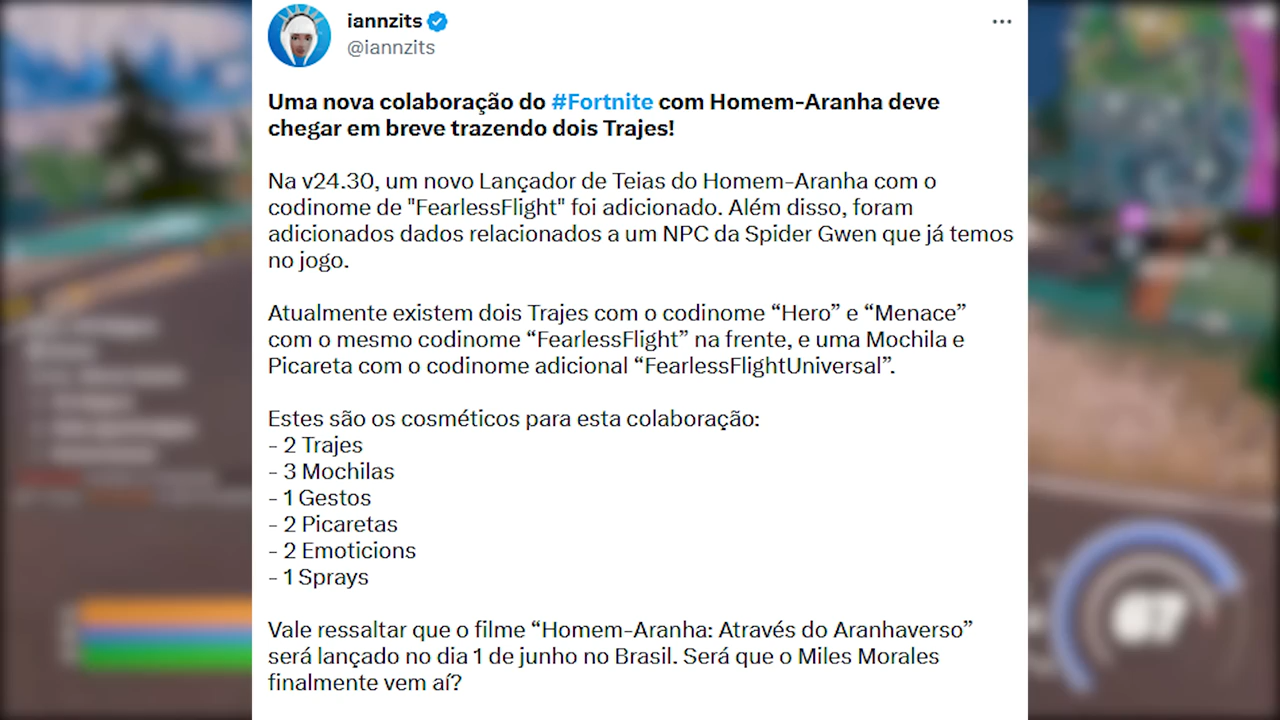 iannzits
@iannzits
Uma nova colaboração do #Fortnite com Homem-Aranha deve
chegar em breve trazendo dois Trajes!
Na v24.30, um novo Lançador de Teias do Homem-Aranha com o
codinome de "FearlessFlight" foi adicionado. Além disso, foram
adicionados dados relacionados a um NPC da Spider Gwen que já temos
no jogo.
Atualmente existem dois Trajes com o codinome “Hero” e “Menace”
com o mesmo codinome “FearlessFlight” na frente, e uma Mochila e
Picareta com o codinome adicional “FearlessFlightUniversal”.
Estes são os cosméticos para esta colaboração:
- 2 Trajes
- 3 Mochilas
- 1 Gestos
- 2 Picaretas
- 2 Emoticions
- 1 Sprays
Vale ressaltar que o filme “Homem-Aranha: Através do Aranhaverso”
será lançado no dia 1 de junho no Brasil. Será que o Miles Morales
finalmente vem aí?